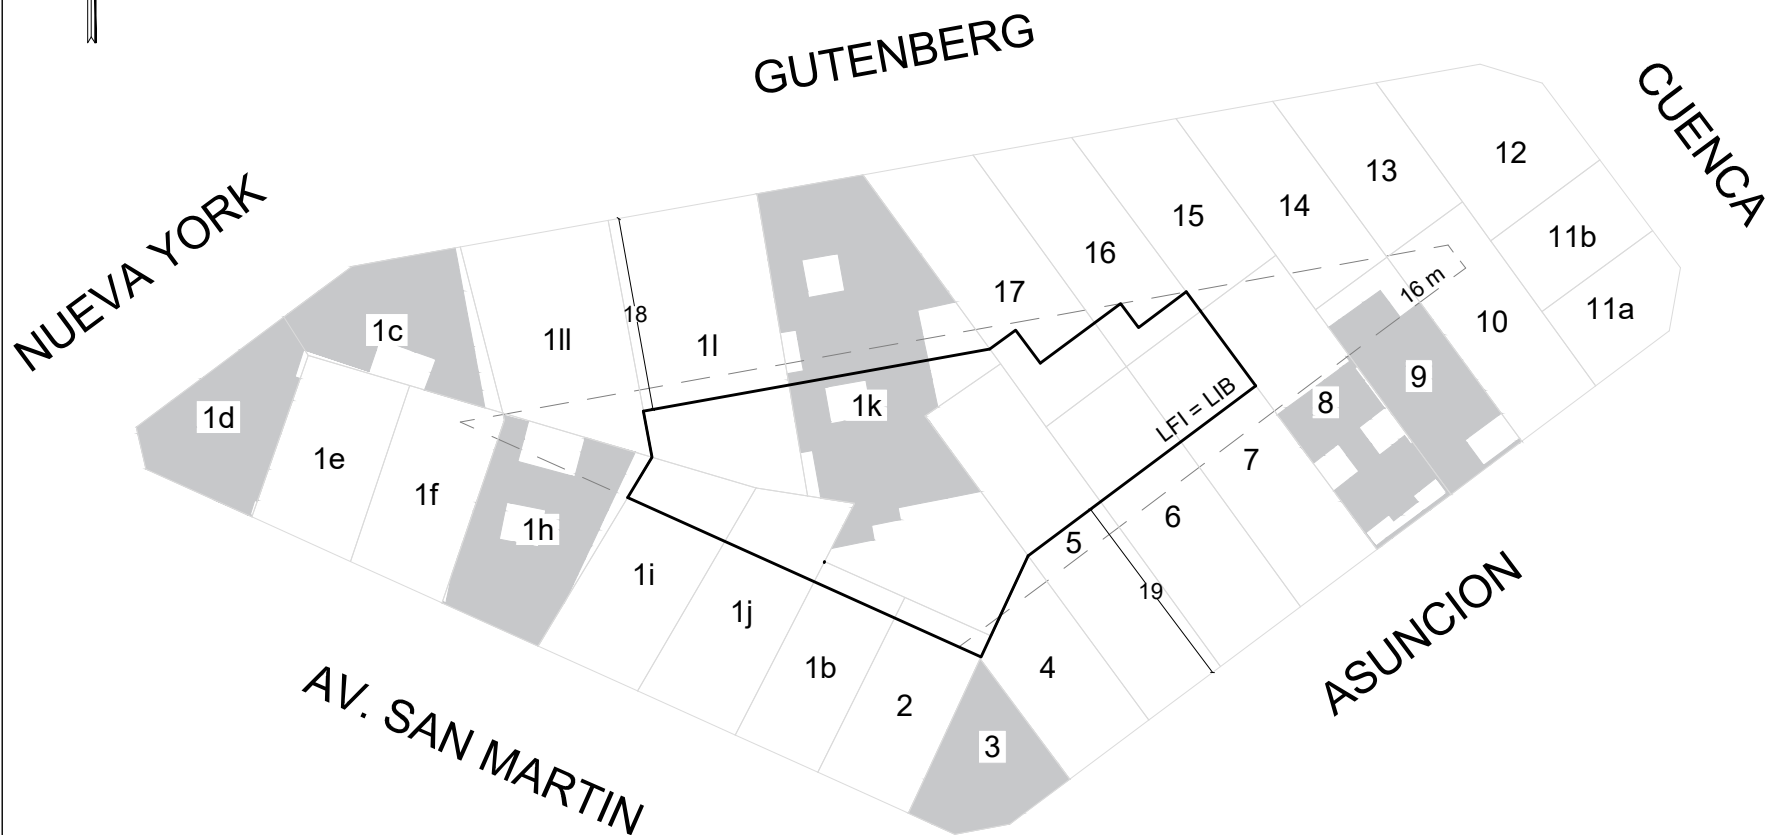 GUTENBERG
CUENCA
NUEVA YORK
12
13
14
15
11b
16
16 m
17
11a
18
10
1c
1ll
1l
9
LFI = LIB
8
1k
1d
1e
7
1f
6
1h
5
1i
19
1j
ASUNCION
1b
4
2
3
AV. SAN MARTIN